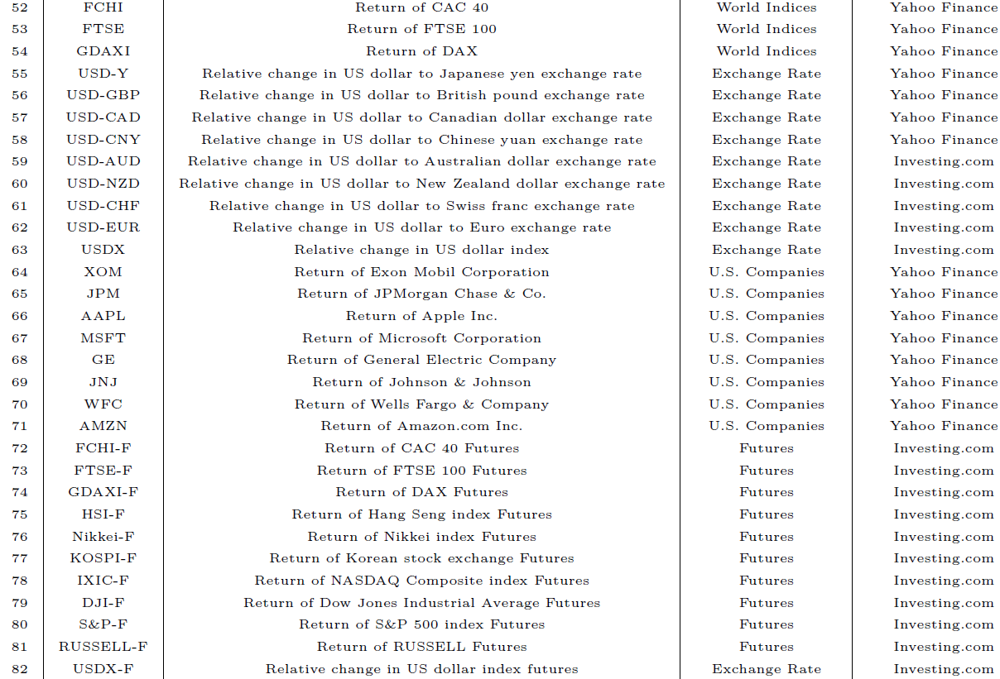 52 FCHI Return of CAC 40 World Indices Yahoo Finance
53 FTSE Return of FTSE 100 World Indices Yahoo Finance
54 GDAXI Return of DAX World Indices Yahoo Finance
55 USD-Y Relative change in US dollar to Japanese yen exchange rate Exchange Rate Yahoo Finance
56 USD-GBP Relative change in US dollar to British pound exchange rate Exchange Rate Yahoo Finance
57 USD-CAD Relative change in US dollar to Canadian dollar exchange rate Exchange Rate Yahoo Finance
58 USD-CNY Relative change in US dollar to Chinese yuan exchange rate Exchange Rate Yahoo Finance
59 USD-AUD Relative change in US dollar to Australian dollar exchange rate Exchange Rate Investing.com
60 USD-NZD Relative change in US dollar to New Zealand dollar exchange rate Exchange Rate Investing.com
61 USD-CHF Relative change in US dollar to Swiss franc exchange rate Exchange Rate Investing.com
62 USD-EUR Relative change in US dollar to Euro exchange rate Exchange Rate Investing.com
63 USDX Relative change in US dollar index Exchange Rate Investing.com
64 XOM Return of Exon Mobil Corporation U.S. Companies Yahoo Finance
65 JPM Return of JPMorgan Chase & Co. U.S. Companies Yahoo Finance
66 AAPL Return of Apple Inc. U.S. Companies Yahoo Finance
67 MSFT Return of Microsoft Corporation U.S. Companies Yahoo Finance
68 GE Return of General Electric Company U.S. Companies Yahoo Finance
69 JNJ Return of Johnson & Johnson U.S. Companies Yahoo Finance
70 WFC Return of Wells Fargo & Company U.S. Companies Yahoo Finance
71 AMZN Return of Amazon.com Inc. U.S. Companies Yahoo Finance
72 FCHI-F Return of CAC 40 Futures Futures Investing.com
73 FTSE-F Return of FTSE 100 Futures Futures Investing.com
74 GDAXI-F Return of DAX Futures Futures Investing.com
75 HSI-F Return of Hang Seng index Futures Futures Investing.com
76 Nikkei-F Return of Nikkei index Futures Futures Investing.com
77 KOSPI-F Return of Korean stock exchange Futures Futures Investing.com
78 IXIC-F Return of NASDAQ Composite index Futures Futures Investing.com
79 DJI-F Return of Dow Jones Industrial Average Futures Futures Investing.com
80 S&P-F Return of S&P 500 index Futures Futures Investing.com
81 RUSSELL-F Return of RUSSELL Futures Futures Investing.com
82 USDX-F Relative change in US dollar index futures Exchange Rate Investing.com